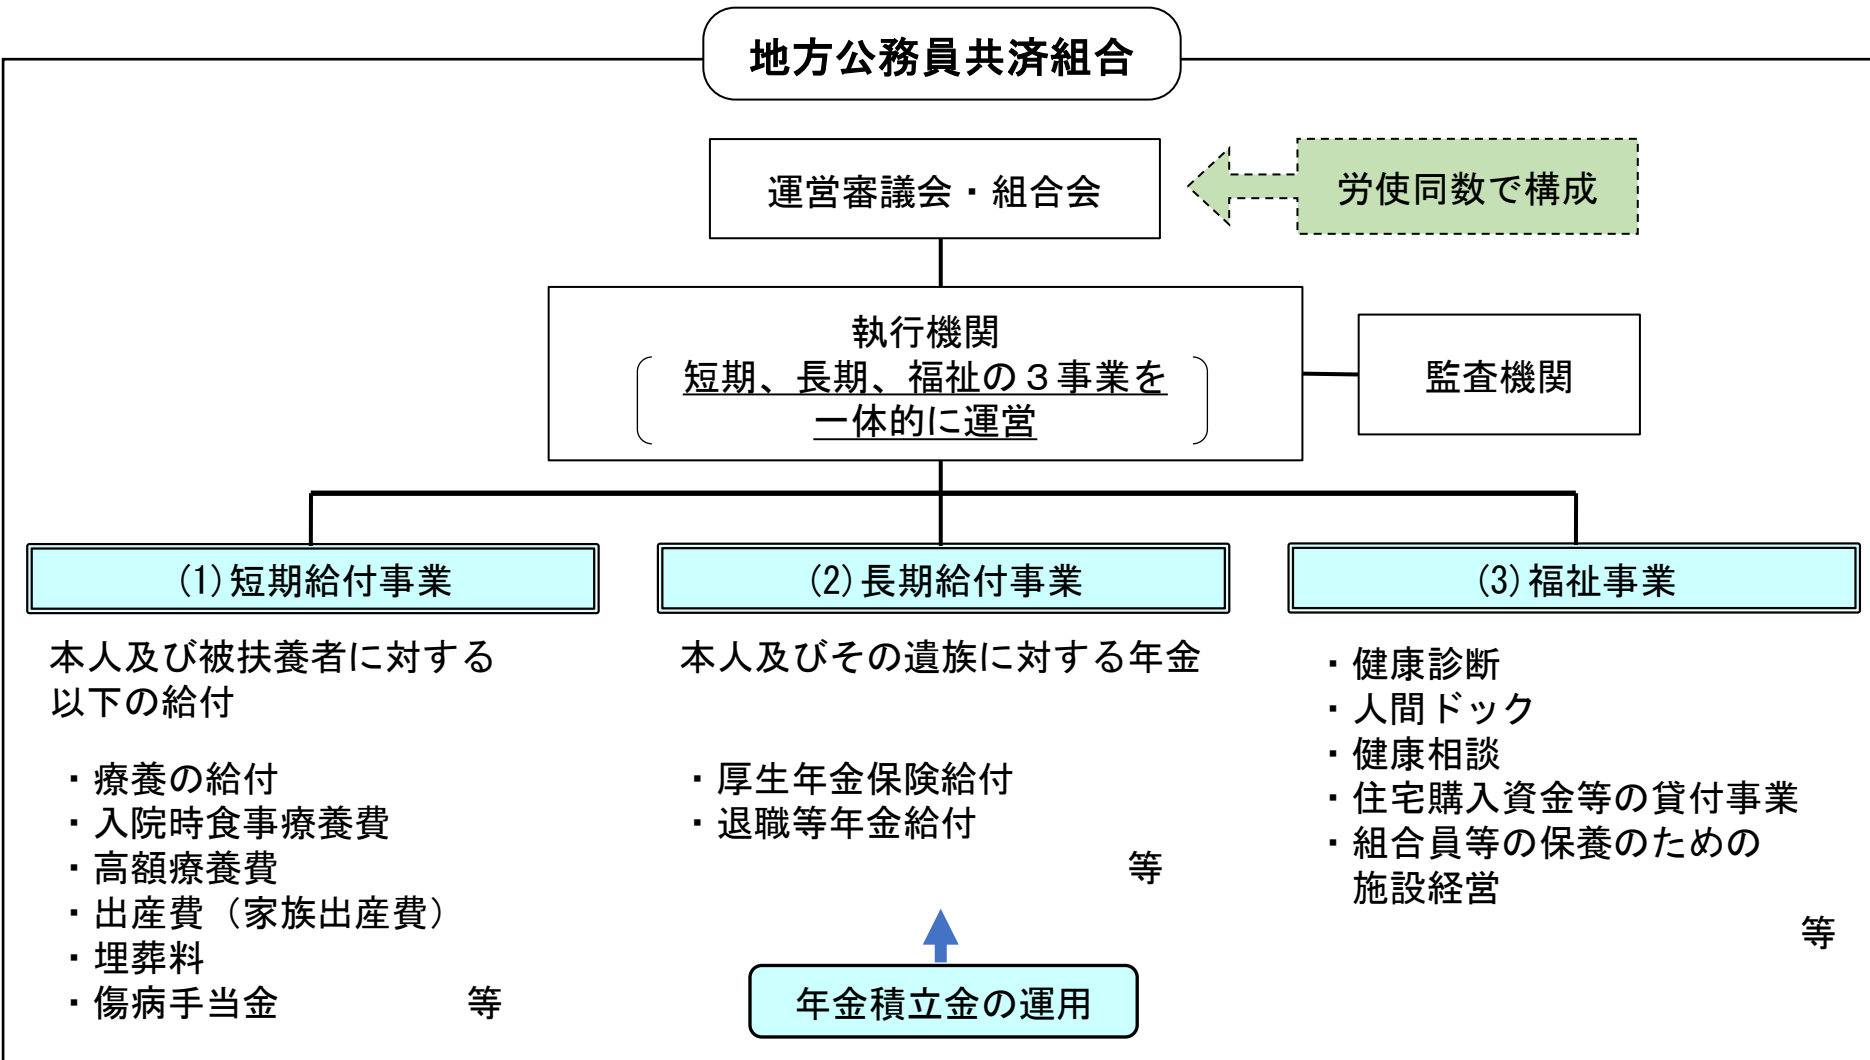 地方公務員共済組合
運営審議会・組合会
労使同数で構成
執行機関
短期、長期、福祉の３事業を
一体的に運営
監査機関
(1)短期給付事業
本人及び被扶養者に対する
以下の給付
・療養の給付
・入院時食事療養費
・高額療養費
・出産費（家族出産費）
・埋葬料
・傷病手当金　等
(2)長期給付事業
本人及びその遺族に対する年金
・厚生年金保険給付
・退職等年金給付
等
年金積立金の運用
(3)福祉事業
・健康診断
・人間ドック
・健康相談
・住宅購入資金等の貸付事業
・組合員等の保養のための
施設経営
等